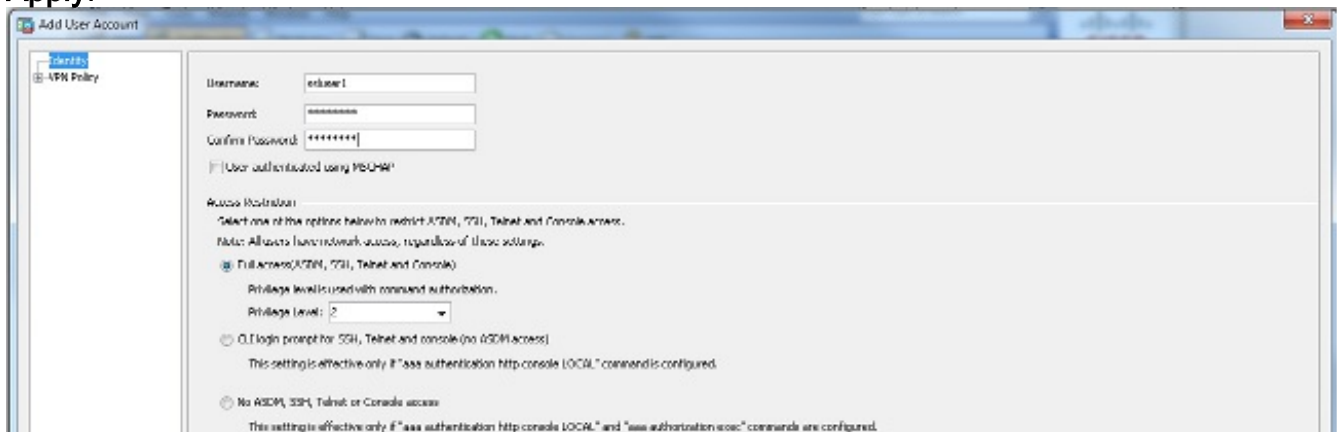 Apply.
Add User Account
Identity
VPN Policy
Username:
Password: ********
Confirm Password: ********
User authenticated using MSCHAP
Access Restriction
Select one of the options below to restrict ASDM, SSH, Telnet and Console access.
Note: All users have network access, regardless of these settings.
Full access(ASDM, SSH, Telnet and Console)
Privilege level is used with command authorization.
Privilege Level: 2
CLI login prompt for SSH, Telnet and console (no ASDM access)
This setting is effective only if "aaa authentication http console LOCAL" command is configured.
No ASDM, SSH, Telnet or Console access
This setting is effective only if "aaa authentication http console LOCAL" and "aaa authorization exec" commands are configured.